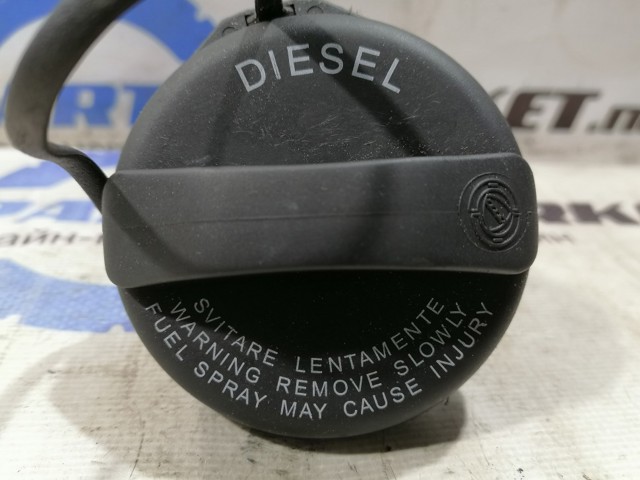 DIESEL
SVITARE LENTAMENTE
WARNING REMOVE SLOWLY
FUEL SPRAY MAY CAUSE INJURY